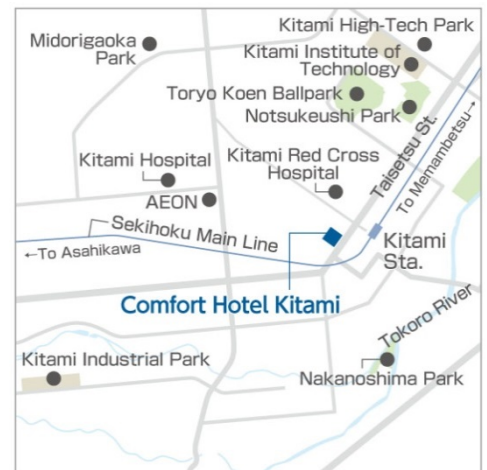 Kitami High-Tech Park
Midorigaoka
Park
Kitami Institute of
Technology
Toryo Koen Ballpark
Notsukeushi Park
Taisetsu St.
To Memambetsu→
Kitami Hospital
Kitami Red Cross
Hospital
AEON
Sekihoku Main Line
←To Asahikawa
Kitami
Sta.
Comfort Hotel Kitami
Tokoro River
Kitami Industrial Park
Nakanoshima Park